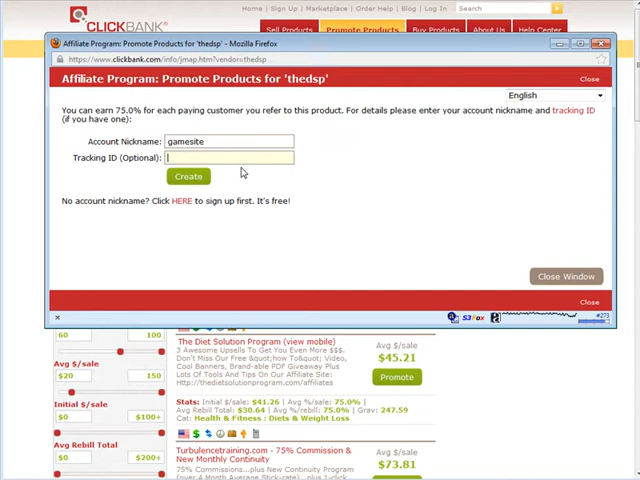 CLICKBANK
Home | Sign Up | Marketplace | Order Help | Blog | Log In
Search
Sell Products
Promote Products
Buy Products
About Us
Help Center
Affiliate Program: Promote Products for 'thedsp' - Mozilla Firefox
https://www.clickbank.com/info/jmap.htm?vendor=thedsp
Affiliate Program: Promote Products for 'thedsp'
Close
English
You can earn 75.0% for each paying customer you refer to this product. For details please enter your account nickname and tracking ID
(if you have one):
Account Nickname: gamesite
Tracking ID (Optional):
Create
No account nickname? Click HERE to sign up first. It's free!
Close Window
Close
S3Fox
#273
60 100
Avg $/sale
$20 150
Initial $/sale
$0 $100+
Avg Rebill Total
$0 $200+
The Diet Solution Program (view mobile)
3 Awesome Upsells To Get You Even More $$$.
Don't Miss Our Free &quot;how To&quot; Video,
Cool Banners, Brand-able PDF Giveaway Plus
Lots Of Tools And Tips On Our Affiliate Site:
Http://thedietsolutionprogram.com/affiliates
Avg $/sale
$45.21
Promote
Stats: Initial $/sale: $41.26 | Avg %/sale: 75.0% |
Avg Rebill Total: $30.64 | Avg %/rebill: 75.0% | Grav: 247.59
Cat: Health & Fitness : Diets & Weight Loss
Turbulencetraining.com - 75% Commission &
New Monthly Continuity
75% Commissions...plus New Continuity Program
Avg $/sale
$73.81